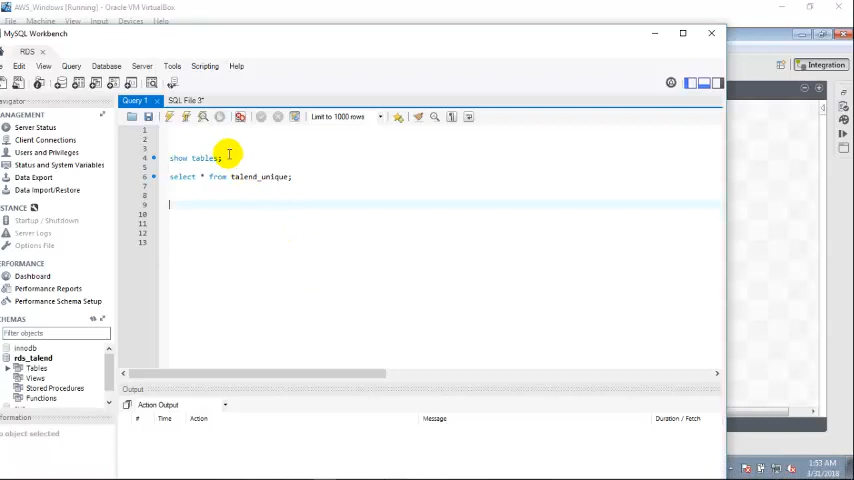 AWS_Windows [Running] - Oracle VM VirtualBox
File Machine View Input Devices Help
MySQL Workbench
RDS
Edit View Query Database Server Tools Scripting Help
Integration
Query 1 SQL File 3*
Limit to 1000 rows
MANAGEMENT
Server Status
Client Connections
Users and Privileges
Status and System Variables
Data Export
Data Import/Restore
STANCE
Startup / Shutdown
Server Logs
Options File
ERFORMANCE
Dashboard
Performance Reports
Performance Schema Setup
CHEMAS
Filter objects
innodb
rds_talend
Tables
Views
Stored Procedures
Functions
formation
o object selected
1
2
3
4 show tables;
5
6 select * from talend_unique;
7
8
9
10
11
12
13
Output
Action Output
# Time Action Message Duration / Fetch
1:53 AM
3/31/2018